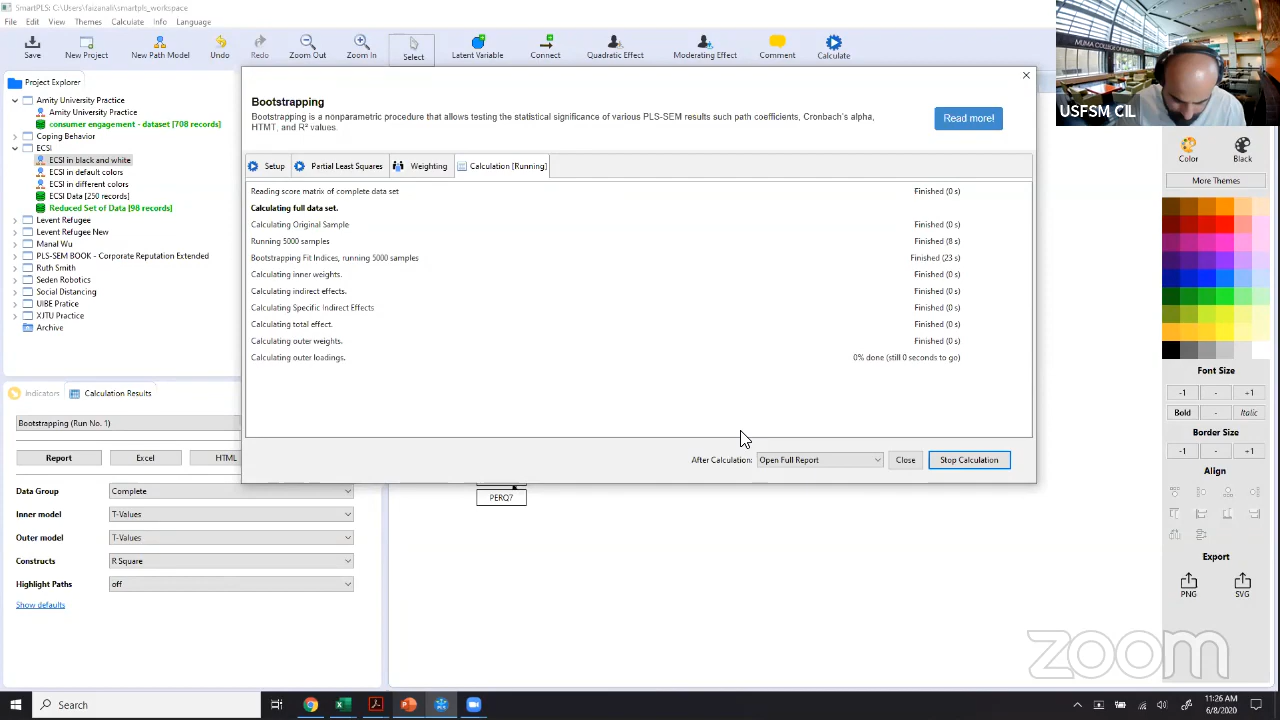 SmartPLS: C:\Users\faizanali\smartpls_workspace
File Edit View Themes Calculate Info Language
Save New Project New Path Model Undo Redo Zoom Out Zoom In Select Latent Variable Connect Quadratic Effect Moderating Effect Comment Calculate
MUMA COLLEGE OF
USFSM CIL
Project Explorer
Amity University Practice
Amity University Practice
consume engagement - dataset [708 records]
Coping Behavior
ECSI
ECSI in black and white
ECSI in default colors
ECSI in different colors
ECSI Data [250 records]
Reduced Set of Data [98 records]
Levent Refugee
Levent Refugee New
Manal Wu
PLS-SEM BOOK - Corporate Reputation Extended
Ruth Smith
Seden Robotics
Social Distancing
UIBE Pratice
XJTU Practice
Archive
Indicators Calculation Results
Bootstrapping (Run No. 1)
Report Excel HTML
Data Group Complete
Inner model T-Values
Outer model T-Values
Constructs R Square
Highlight Paths off
Show defaults
Bootstrapping
Bootstrapping is a nonparametric procedure that allows testing the statistical significance of various PLS-SEM results such path coefficients, Cronbach's alpha,
HTMT, and R² values.
Read more!
Setup Partial Least Squares Weighting Calculation [Running]
Reading score matrix of complete data set Finished (0 s)
Calculating full data set.
Calculating Original Sample Finished (0 s)
Running 5000 samples Finished (8 s)
Bootstrapping Fit Indices, running 5000 samples Finished (23 s)
Calculating inner weights. Finished (0 s)
Calculating indirect effects. Finished (0 s)
Calculating Specific Indirect Effects Finished (0 s)
Calculating total effect. Finished (0 s)
Calculating outer weights. Finished (0 s)
Calculating outer loadings. 0% done (still 0 seconds to go)
After Calculation: Open Full Report Close Stop Calculation
PERQ7
Color Black
More Themes
Font Size
-1 - +1
Bold - Italic
Border Size
-1 - +1
Align
Export
PNG SVG
zoom
Search
11:26 AM
6/8/2020